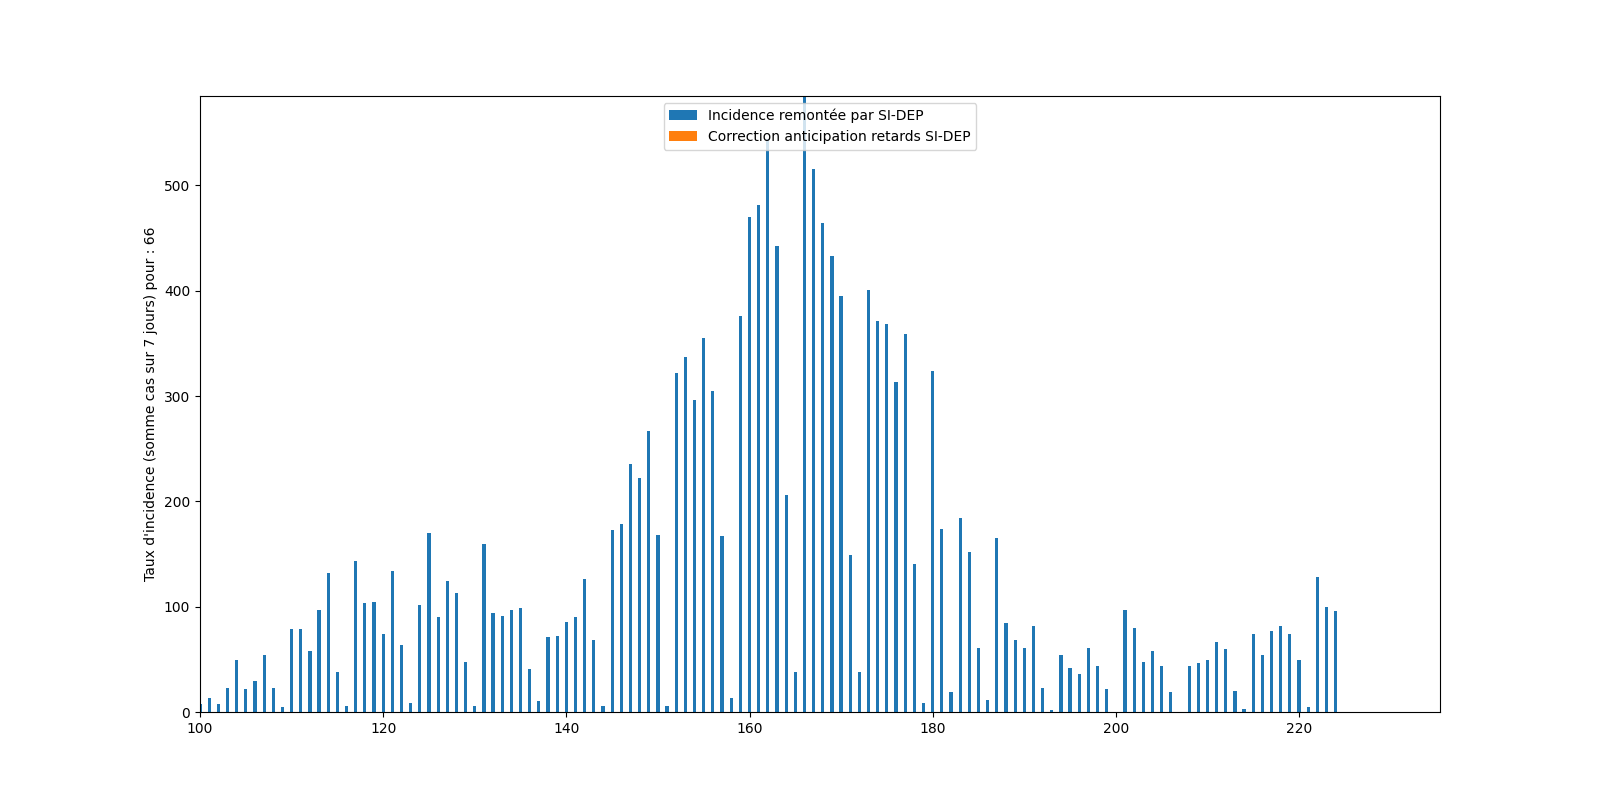 Incidence remontée par SI-DEP
Correction anticipation retards SI-DEP
Taux d'incidence (somme cas sur 7 jours) pour : 66
500
400
300
200
100
0
100 120 140 160 180 200 220